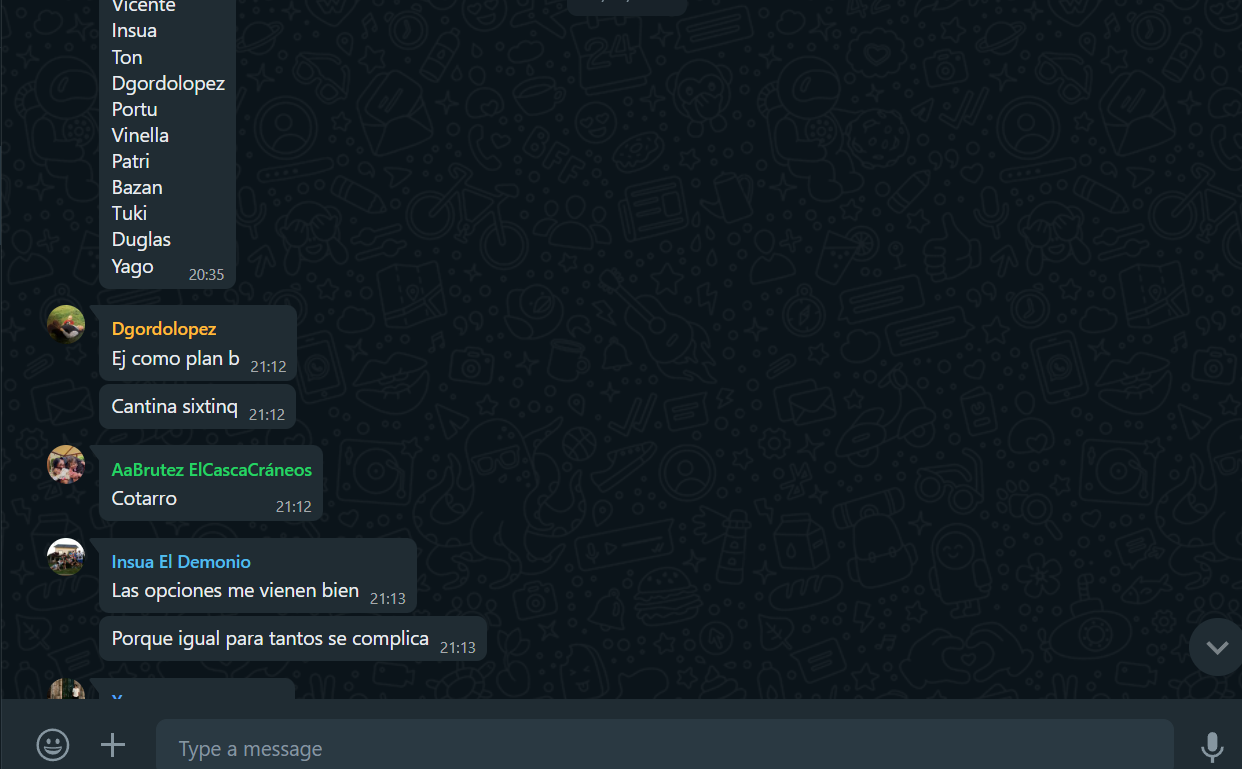 Vicente
Insua
Ton
Dgordolopez
Portu
Vinella
Patri
Bazan
Tuki
Duglas
Yago
20:35
Dgordolopez
Ej como plan b
21:12
Cantina sixtinq
21:12
AaBrutez ElCascaCráneos
Cotarro
21:12
Insua El Demonio
Las opciones me vienen bien
21:13
Porque igual para tantos se complica
21:13
Type a message